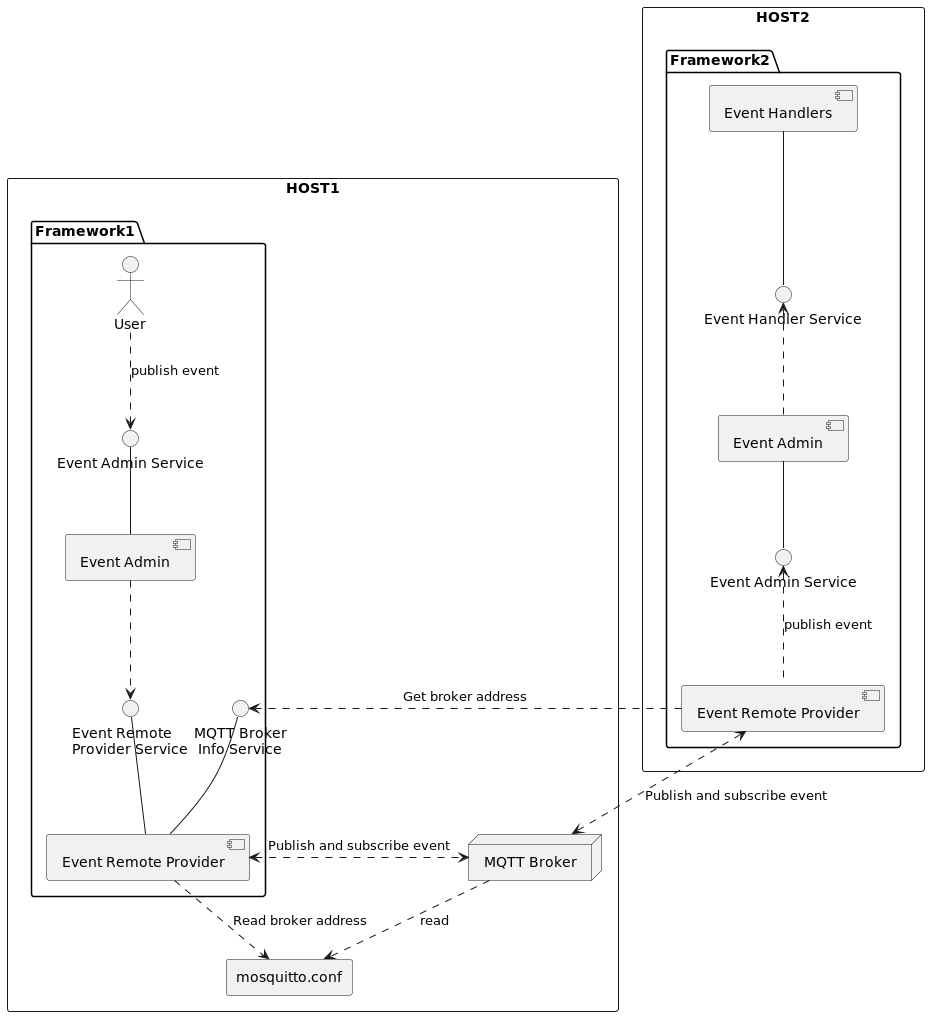 HOST2
Framework2
Event Handlers
Event Handler Service
Event Admin
Event Admin Service
publish event
Event Remote Provider
HOST1
Framework1
User
publish event
Event Admin Service
Event Admin
Event Remote
Provider Service
MQTT Broker
Info Service
Get broker address
Publish and subscribe event
Event Remote Provider
Publish and subscribe event
MQTT Broker
Read broker address
read
mosquitto.conf